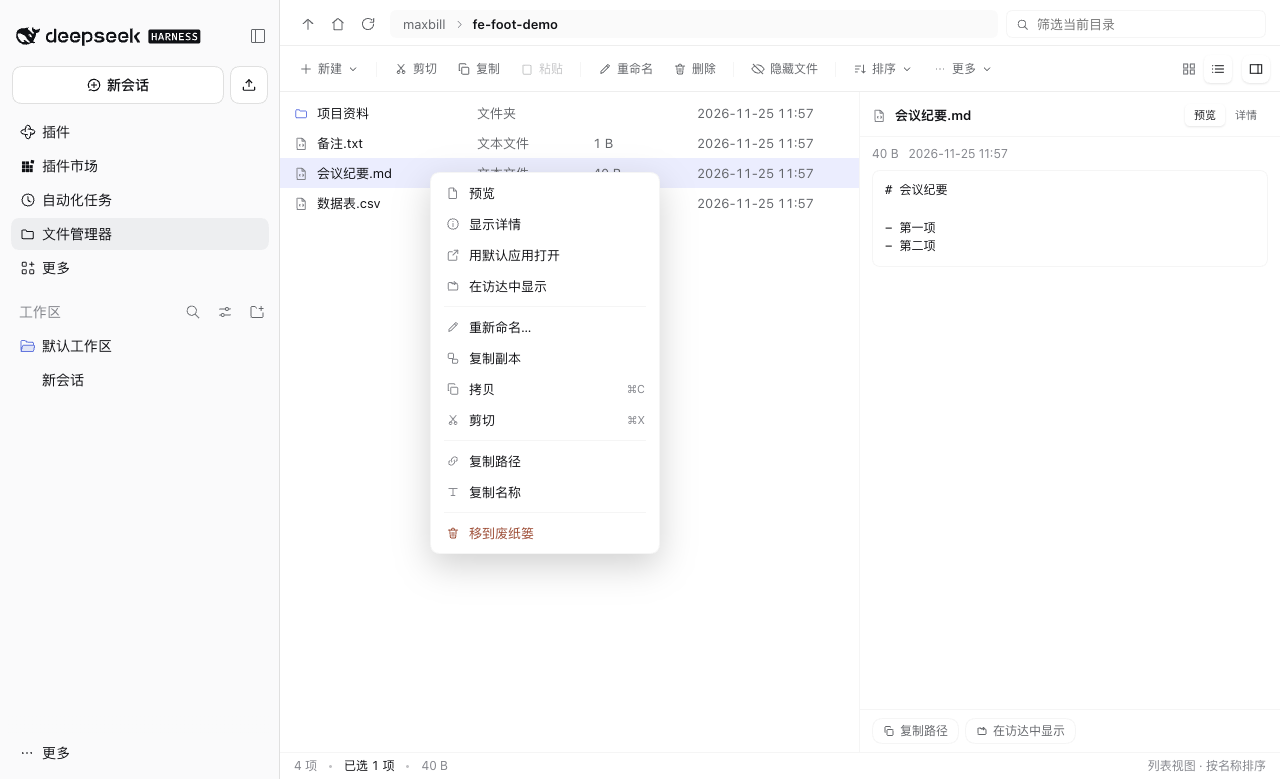 deepseek HARNESS
新会话
插件
插件市场
自动化任务
文件管理器
更多
工作区
默认工作区
新会话
更多
maxbill fe-foot-demo
筛选当前目录
新建 剪切 复制 粘贴 重命名 删除 隐藏文件 排序 更多
项目资料 文件夹 2026-11-25 11:57
备注.txt 文本文件 1 B 2026-11-25 11:57
会议纪要.md 文本文件 40 B 2026-11-25 11:57
数据表.csv 2026-11-25 11:57
预览
显示详情
用默认应用打开
在访达中显示
重新命名...
复制副本
拷贝 ⌘C
剪切 ⌘X
复制路径
复制名称
移到废纸篓
会议纪要.md 预览 详情
40 B 2026-11-25 11:57
# 会议纪要
- 第一项
- 第二项
复制路径 在访达中显示
4 项 • 已选 1 项 • 40 B
列表视图 · 按名称排序